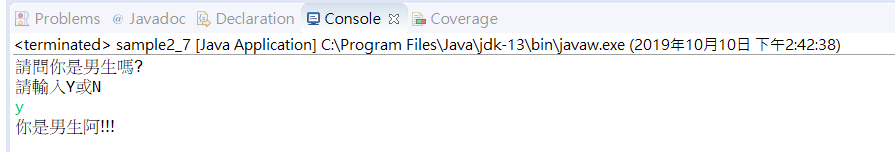 Problems @ Javadoc Declaration Console Coverage
<terminated> sample2_7 [Java Application] C:\Program Files\Java\jdk-13\bin\javaw.exe (2019年10月10日 下午2:42:38)
請問你是男生嗎?
請輸入Y或N
y
你是男生阿!!!